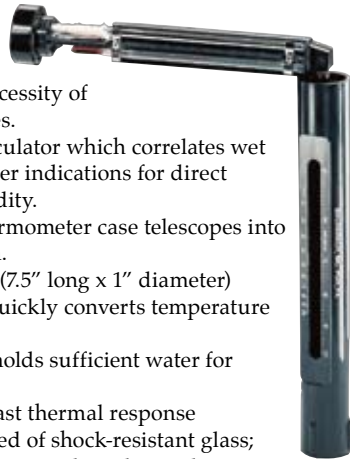 cessity of
es.
culator which correlates wet
er indications for direct
dity.
rmometer case telescopes into
(7.5" long x 1" diameter)
uickly converts temperature
holds sufficient water for
ast thermal response
ed of shock-resistant glass;